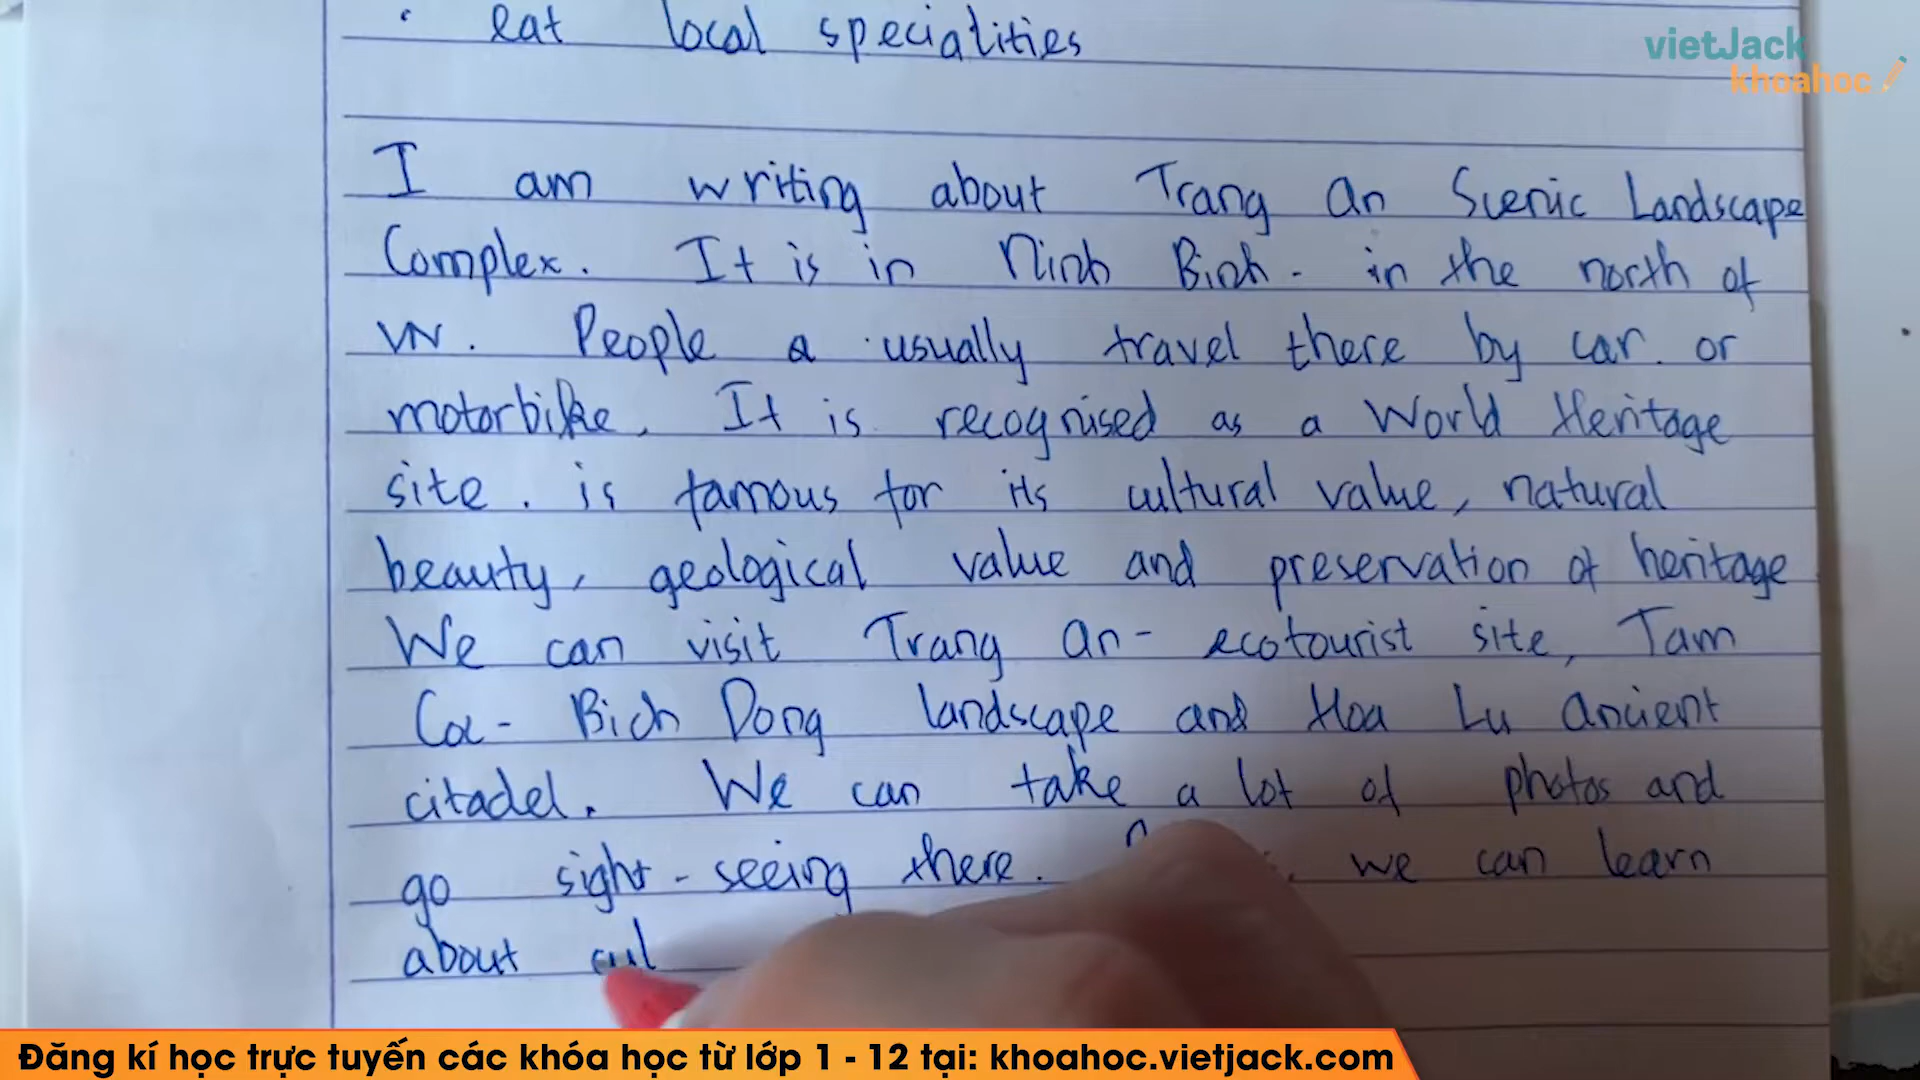 · eat local specialities
vietJack
khoahoc
I am writing about Trang An Scenic Landscape
Complex. It is in Ninh Binh - in the north of
VN. People a usually travel there by car or
motorbike. It is recognised as a World Heritage
site. is famous for its cultural value, natural
beauty, geological value and preservation of heritage
We can visit Trang An- ecotourist site, Tam
Coc- Bich Dong landscape and Hoa Lu Ancient
citadel. We can take a lot of photos and
go sight-seeing there. we can learn
about cul
Đăng kí học trực tuyến các khóa học từ lớp 1 - 12 tại: khoahoc.vietjack.com